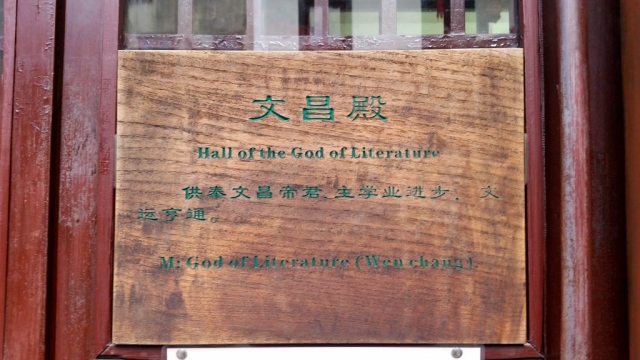 文昌殿
Hall of the God of Literature
供奉文昌帝君,主学业进步,文
运亨通。
M: God of Literature (Wen chang).